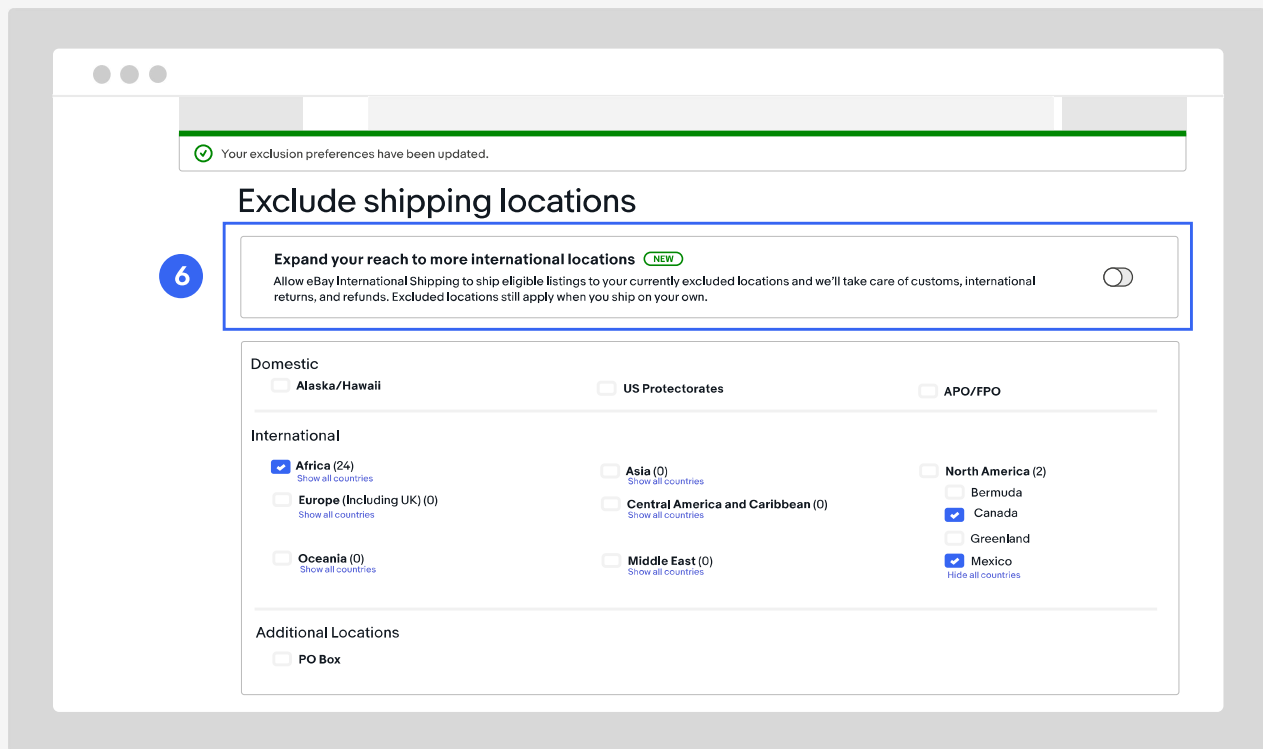 Your exclusion preferences have been updated.
Exclude shipping locations
6
Expand your reach to more international locations NEW
Allow eBay International Shipping to ship eligible listings to your currently excluded locations and we'll take care of customs, international
returns, and refunds. Excluded locations still apply when you ship on your own.
Domestic
Alaska/Hawaii
US Protectorates
APO/FPO
International
Africa (24)
Show all countries
Europe (Including UK) (0)
Show all countries
Oceania (0)
Show all countries
Asia (0)
Show all countries
Central America and Caribbean (0)
Show all countries
Middle East (0)
Show all countries
North America (2)
Bermuda
Canada
Greenland
Mexico
Hide all countries
Additional Locations
PO Box